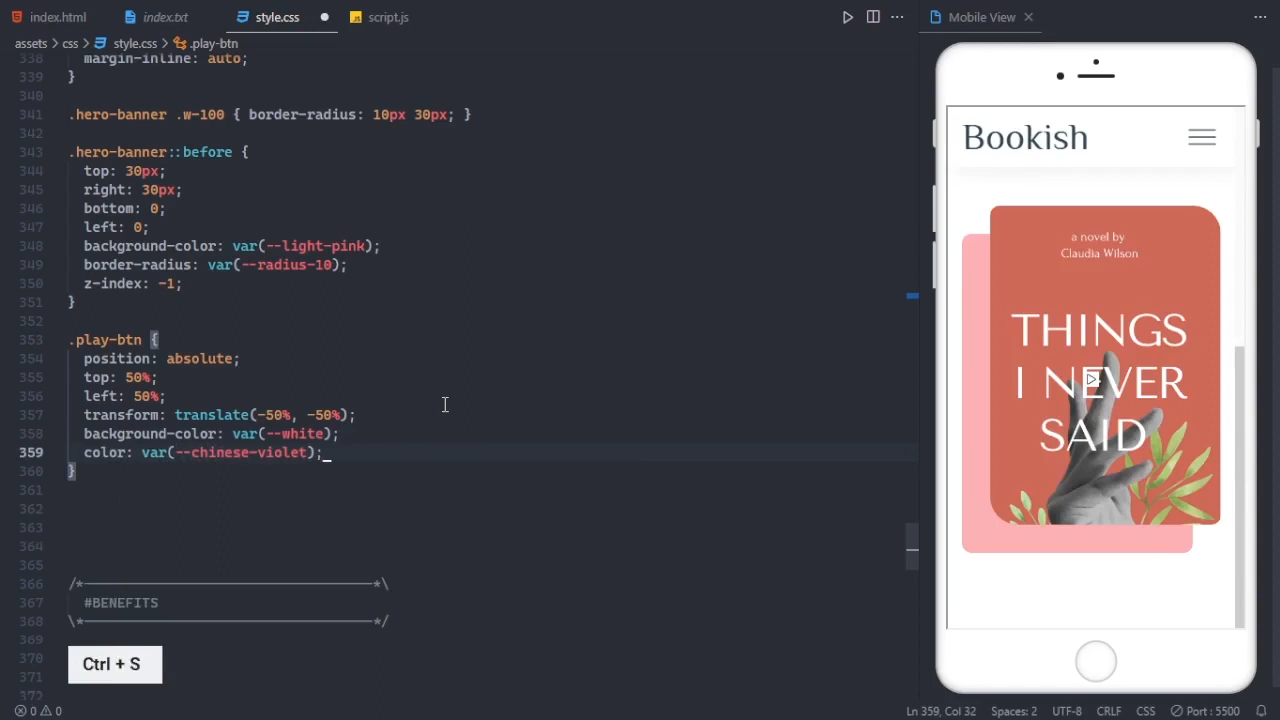 index.html
index.txt
style.css
script.js
Mobile View
assets > css > style.css > .play-btn
338 margin-inline: auto;
339 }
340
341 .hero-banner .w-100 { border-radius: 10px 30px; }
342
343 .hero-banner::before {
344 top: 30px;
345 right: 30px;
346 bottom: 0;
347 left: 0;
348 background-color: var(--light-pink);
349 border-radius: var(--radius-10);
350 z-index: -1;
351 }
352
353 .play-btn {
354 position: absolute;
355 top: 50%;
356 left: 50%;
357 transform: translate(-50%, -50%);
358 background-color: var(--white);
359 color: var(--chinese-violet);
360 }
361
362
363
364
365
366 /*-----------------------------------*\
367 #BENEFITS
368 \*-----------------------------------*/
369
370
371
372
Ctrl + S
Bookish
a novel by
Claudia Wilson
THINGS
I NEVER
SAID
0 0
Ln 359, Col 32 Spaces: 2 UTF-8 CRLF CSS Port : 5500